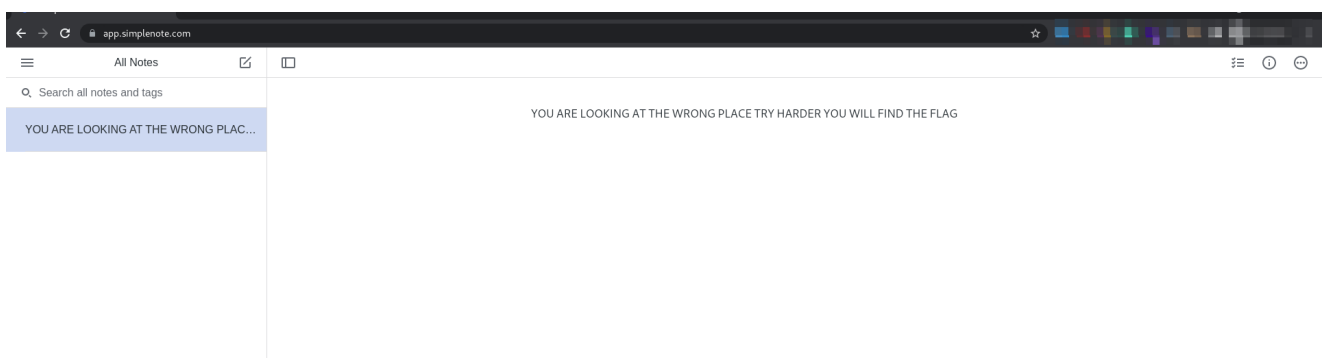 app.simplenote.com
All Notes
Search all notes and tags
YOU ARE LOOKING AT THE WRONG PLAC...
YOU ARE LOOKING AT THE WRONG PLACE TRY HARDER YOU WILL FIND THE FLAG